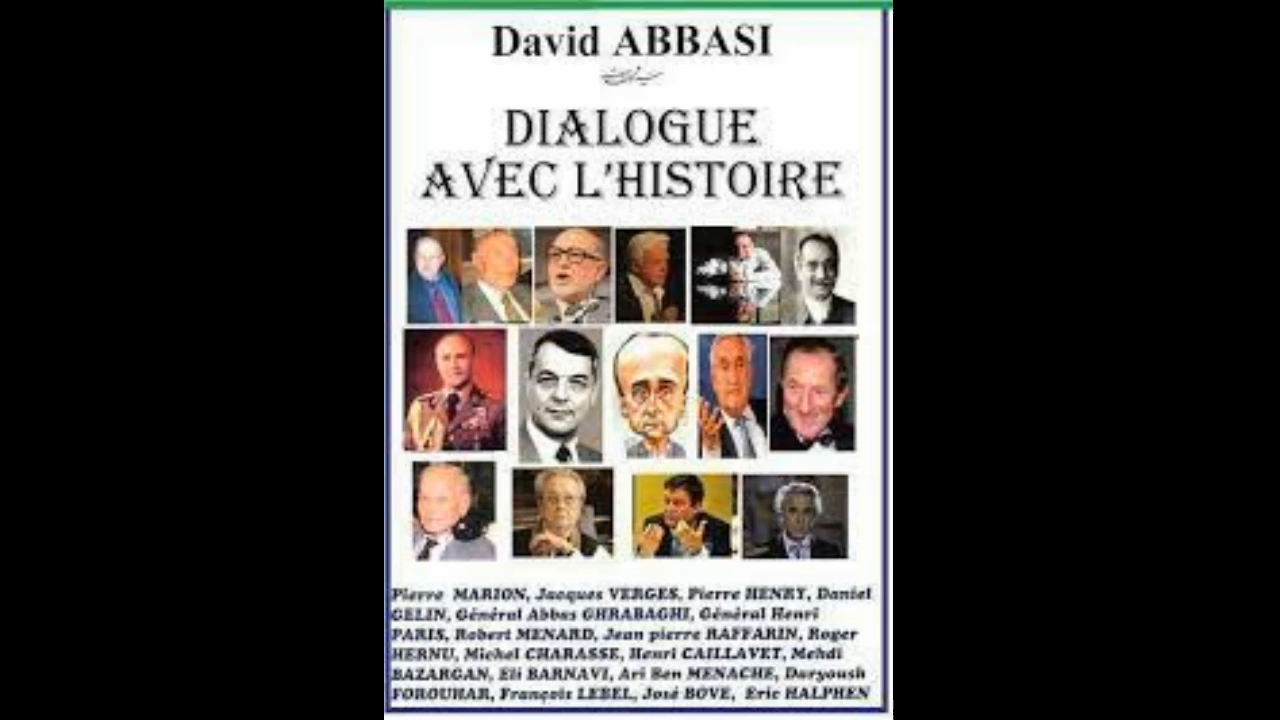 David ABBASI
DIALOGUE
AVEC L'HISTOIRE
Pierre MARION, Jacques VERGES, Pierre HENRY, Daniel
GELIN, Général Abbas GHRABAGHI, Général Henri
PARIS, Robert MENARD, Jean pierre RAFFARIN, Roger
HERNU, Michel CHARASSE, Henri CAILLAVET, Mehdi
BAZARGAN, Eli BARNAVI, Ari Ben MENACHE, Daryoush
FOROUHAR, François LEBEL, José BOVE, Eric HALPHEN